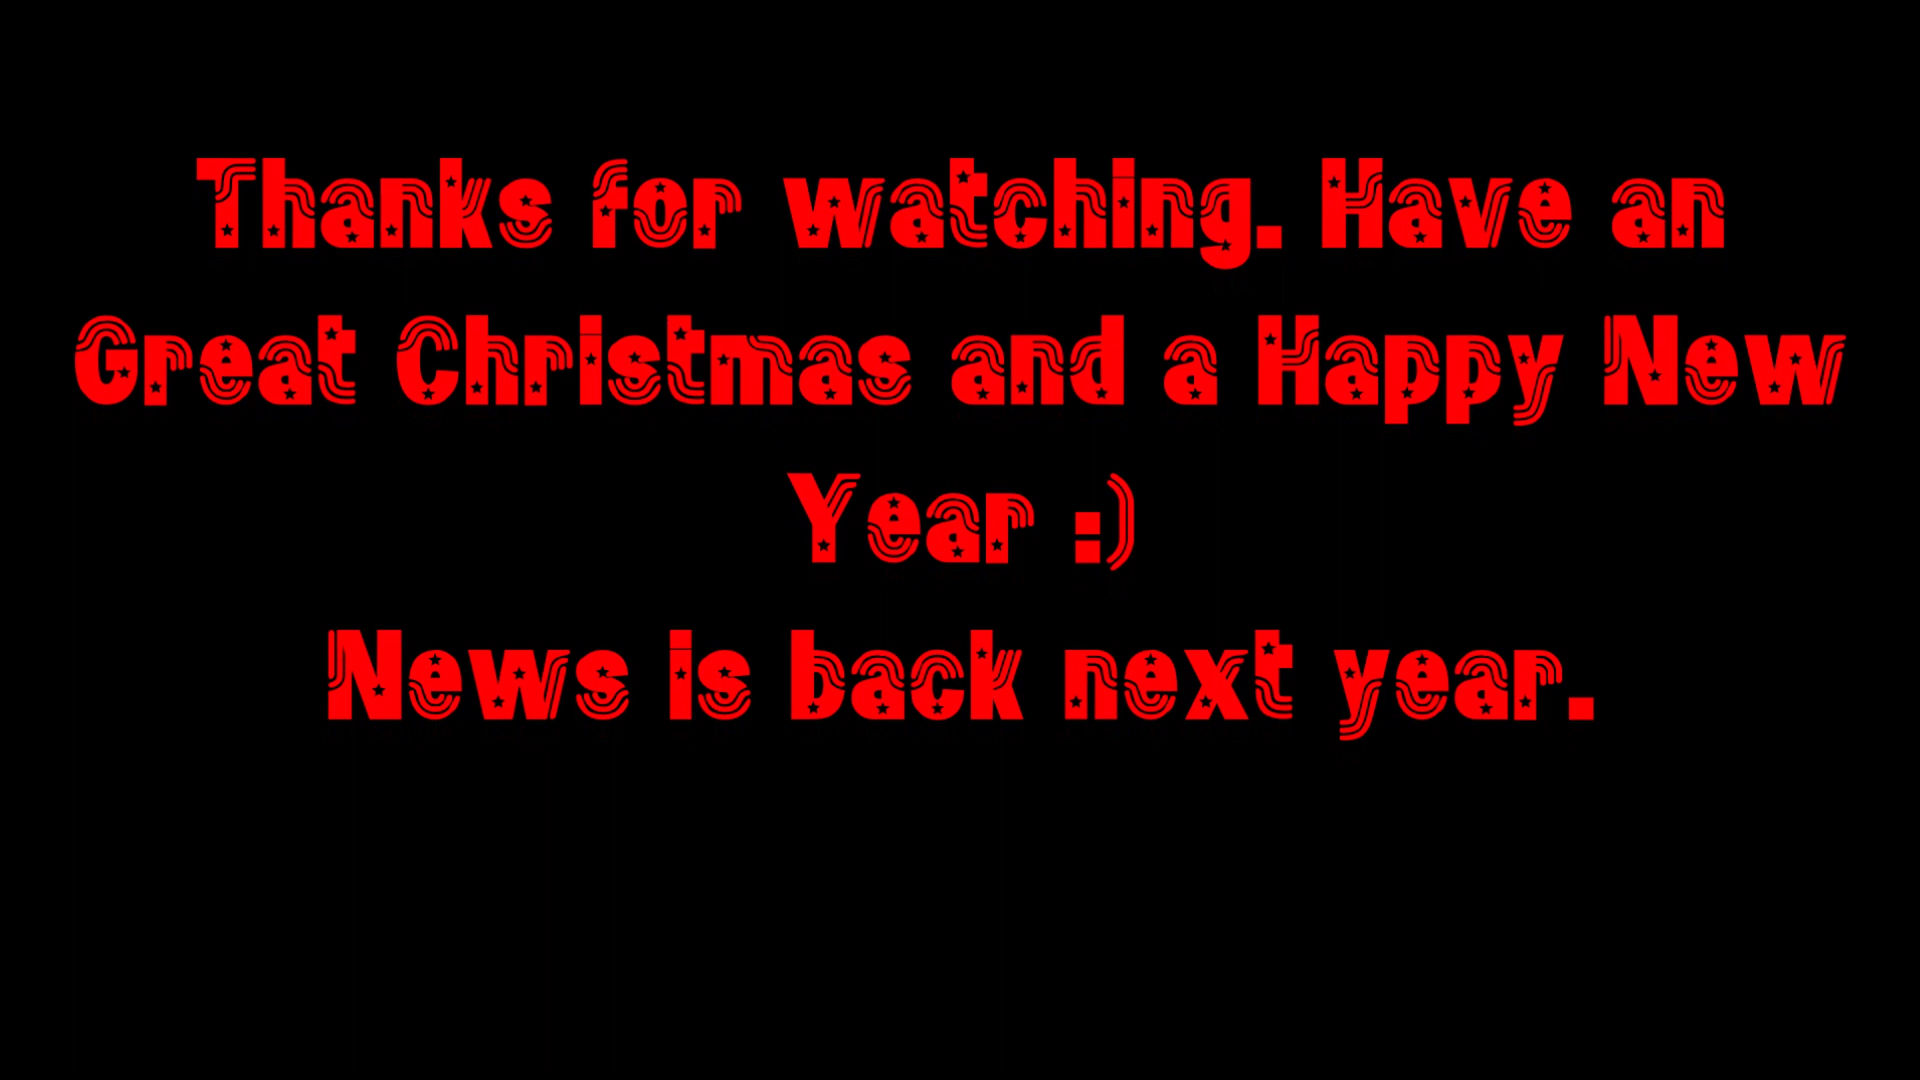 Thanks for watching. Have an
Great Christmas and a Happy New
Year :)
News is back next year.